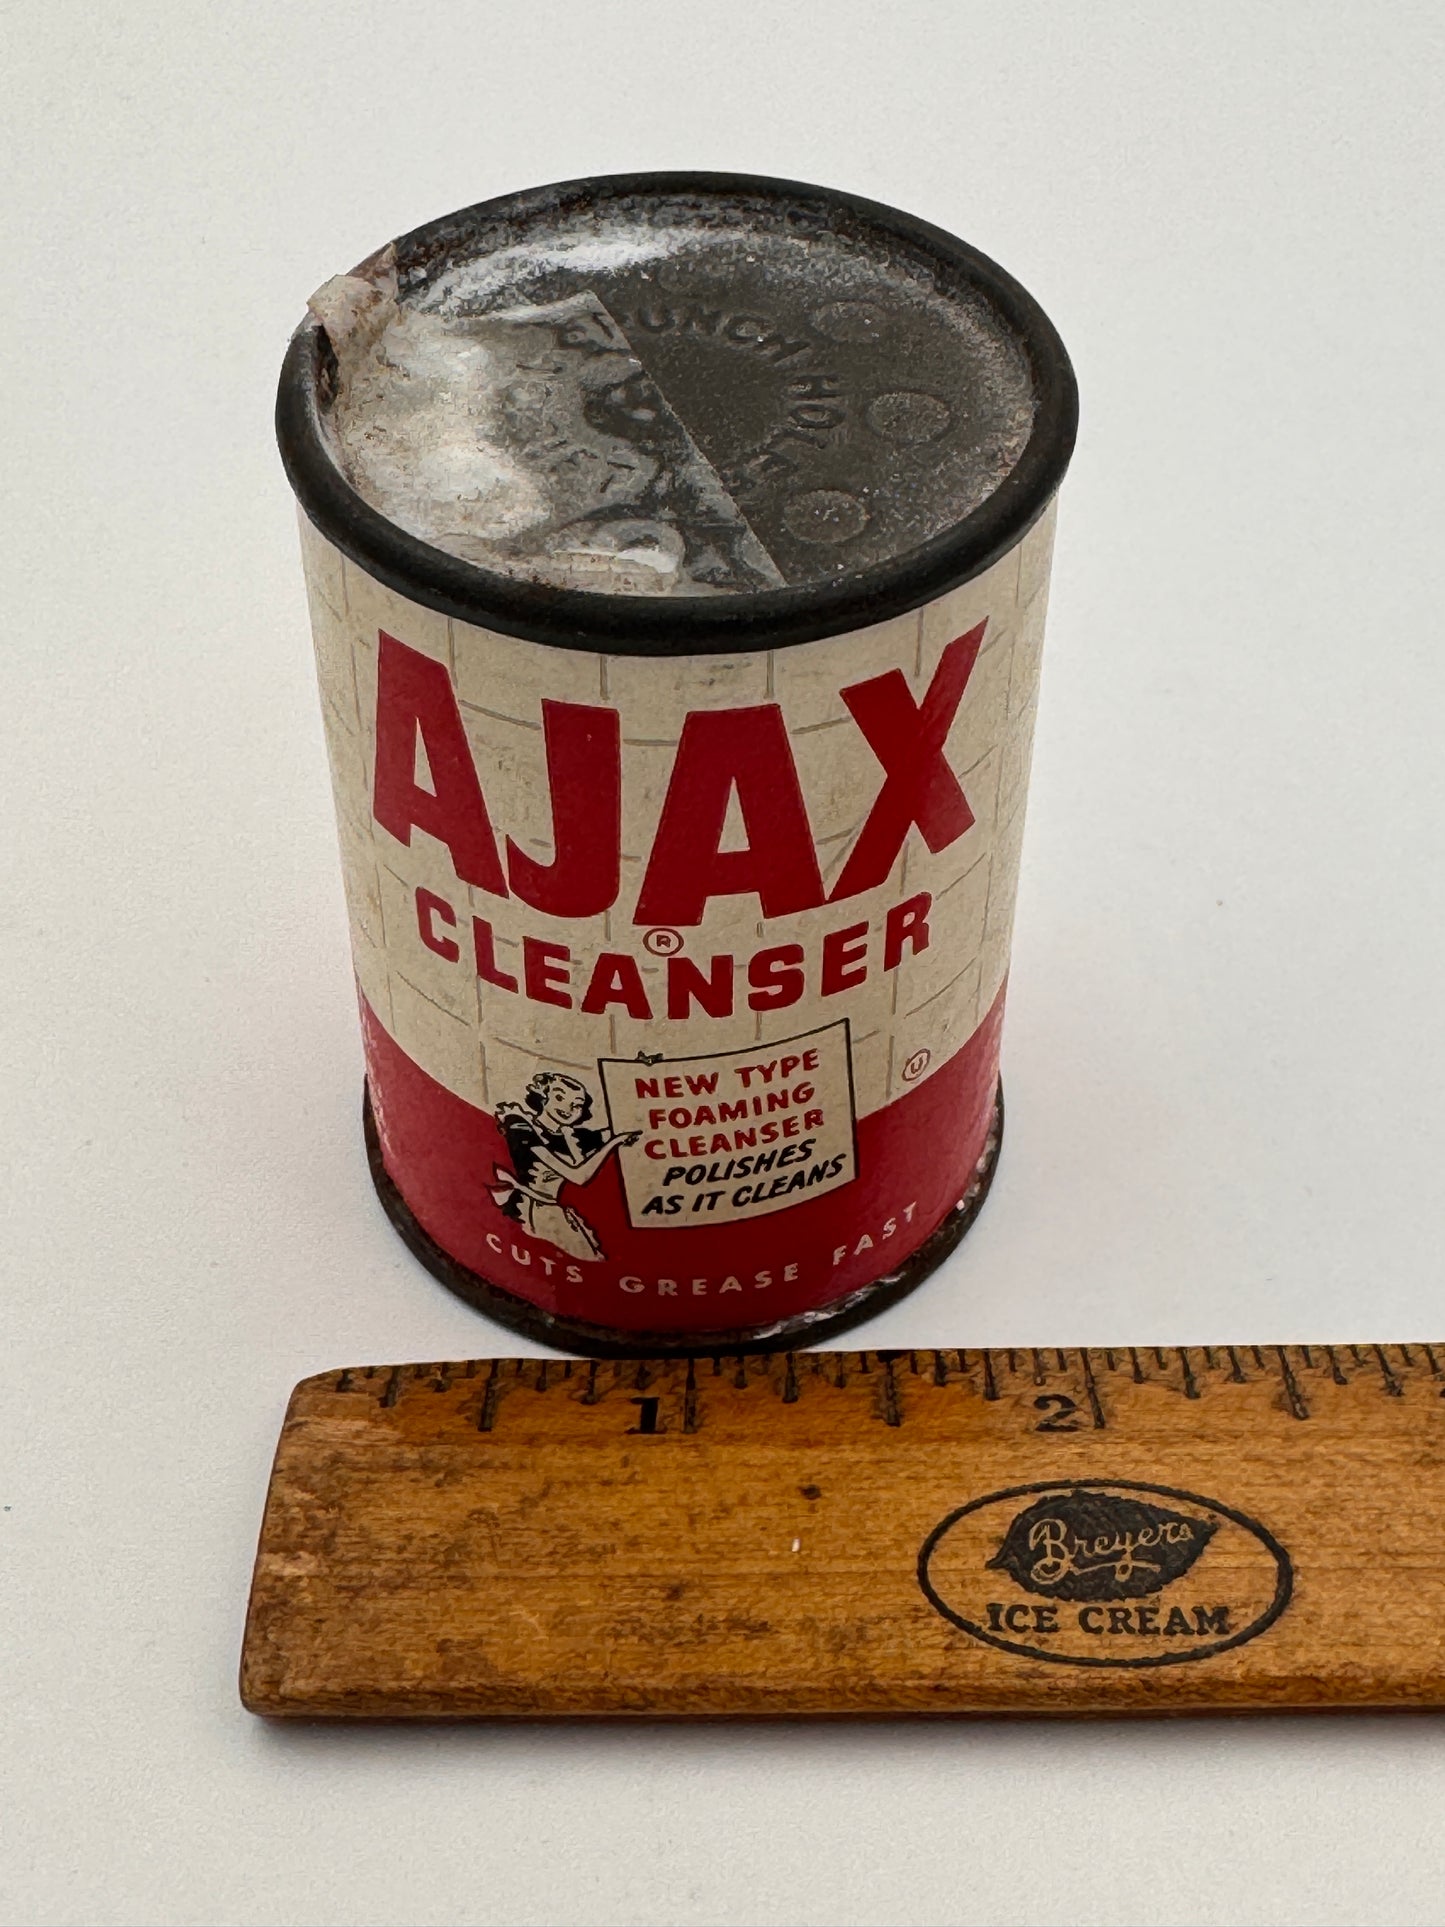 PUNCH HOLE
AJAX
®
CLEANSER
NEW TYPE
FOAMING
CLEANSER
POLISHES
AS IT CLEANS
Ⓤ
CUTS GREASE FAST
1 2
Breyers
ICE CREAM